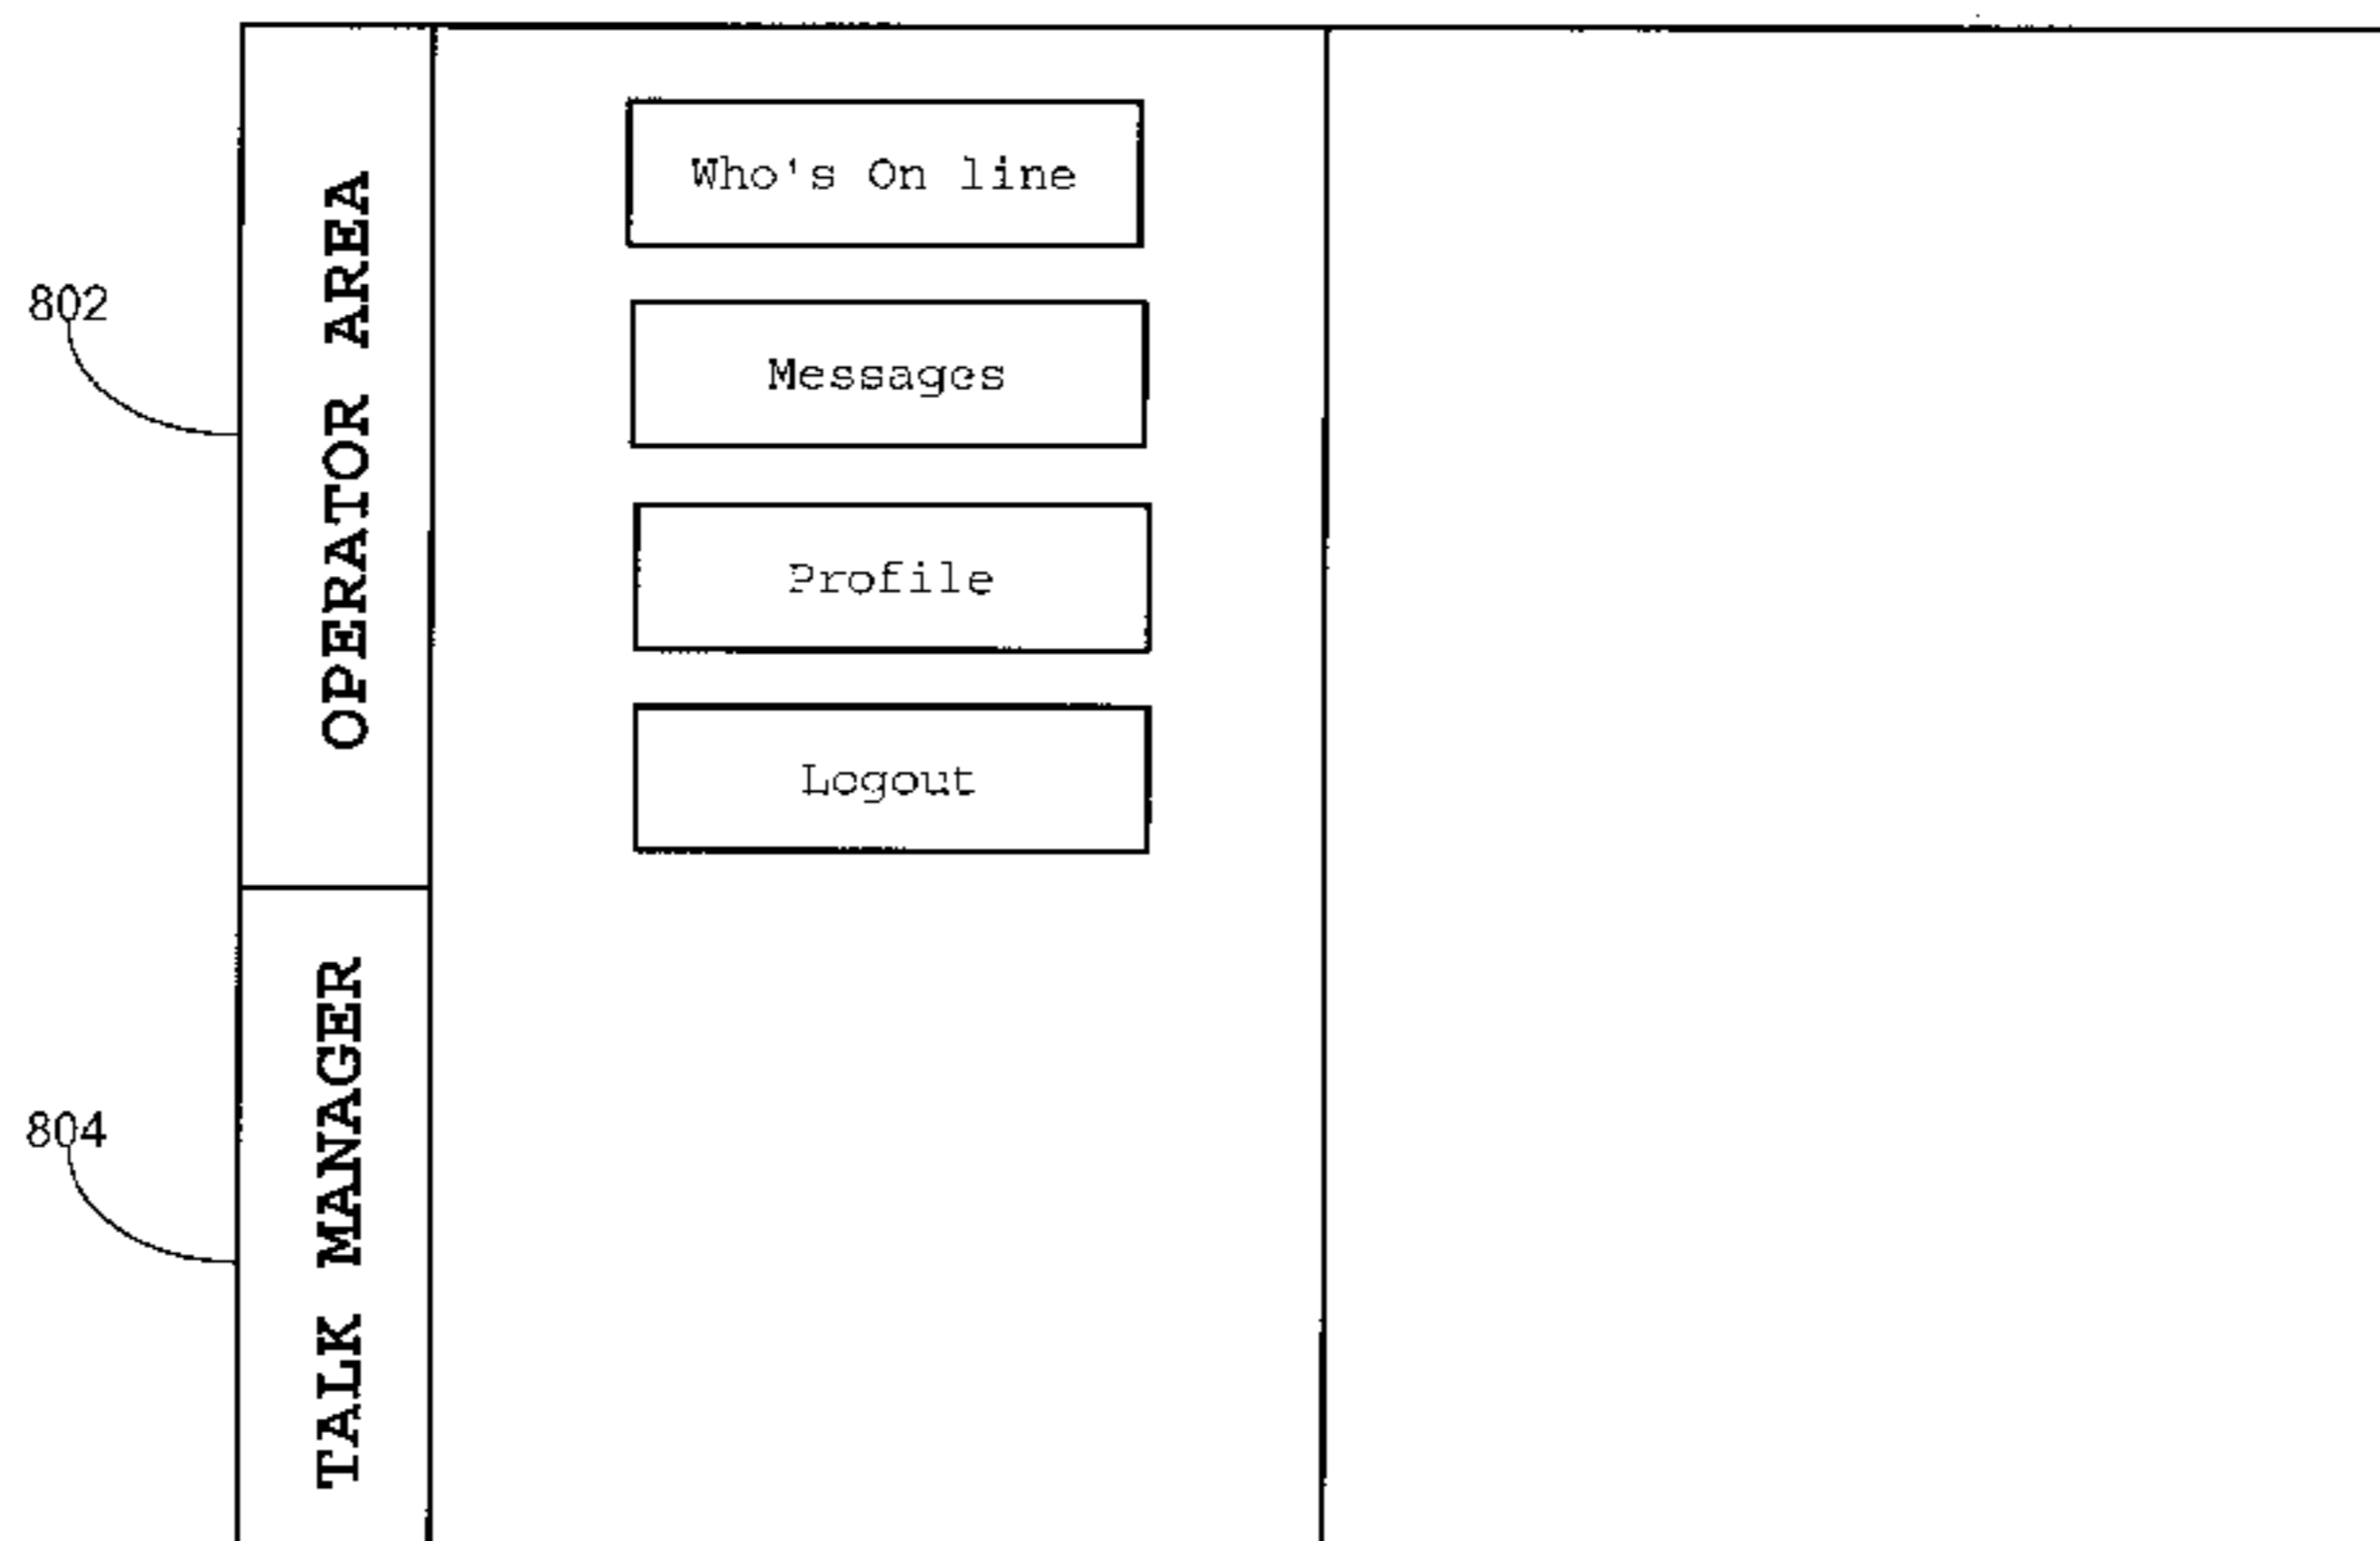 802
OPERATOR AREA
Who's On line
Messages
Profile
Logout
804
TALK MANAGER